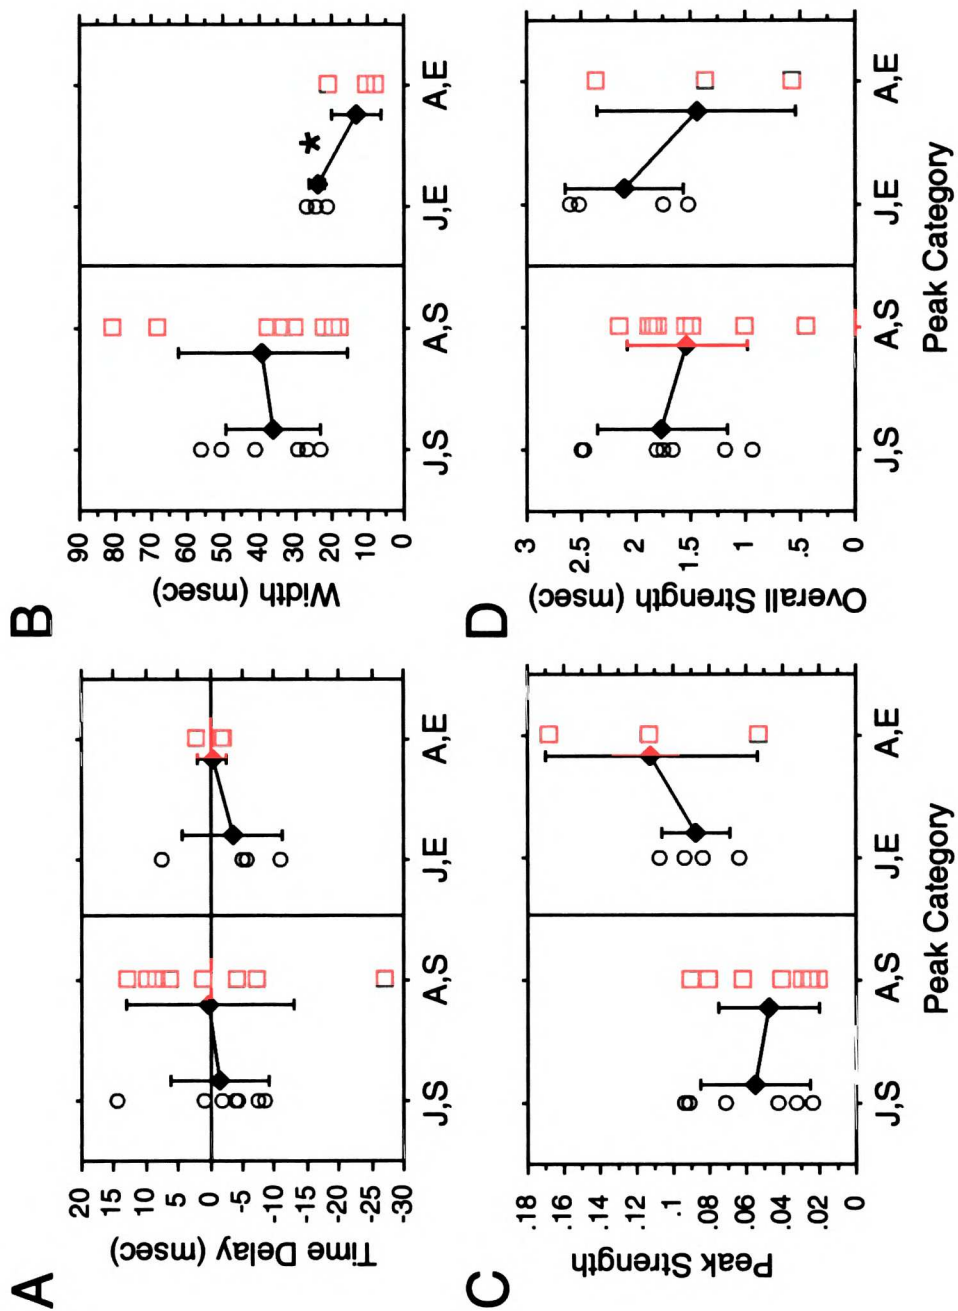 A
Time Delay (msec)
20
15
10
5
0
-5
-10
-15
-20
-25
-30
J,S
A,S
J,E
A,E
B
Width (msec)
90
80
70
60
50
40
30
20
10
0
*
J,S
A,S
J,E
A,E
C
Peak Strength
.18
.16
.14
.12
.1
.08
.06
.04
.02
0
J,S
A,S
J,E
A,E
Peak Category
D
Overall Strength (msec)
3
2.5
2
1.5
1
.5
0
J,S
A,S
J,E
A,E
Peak Category